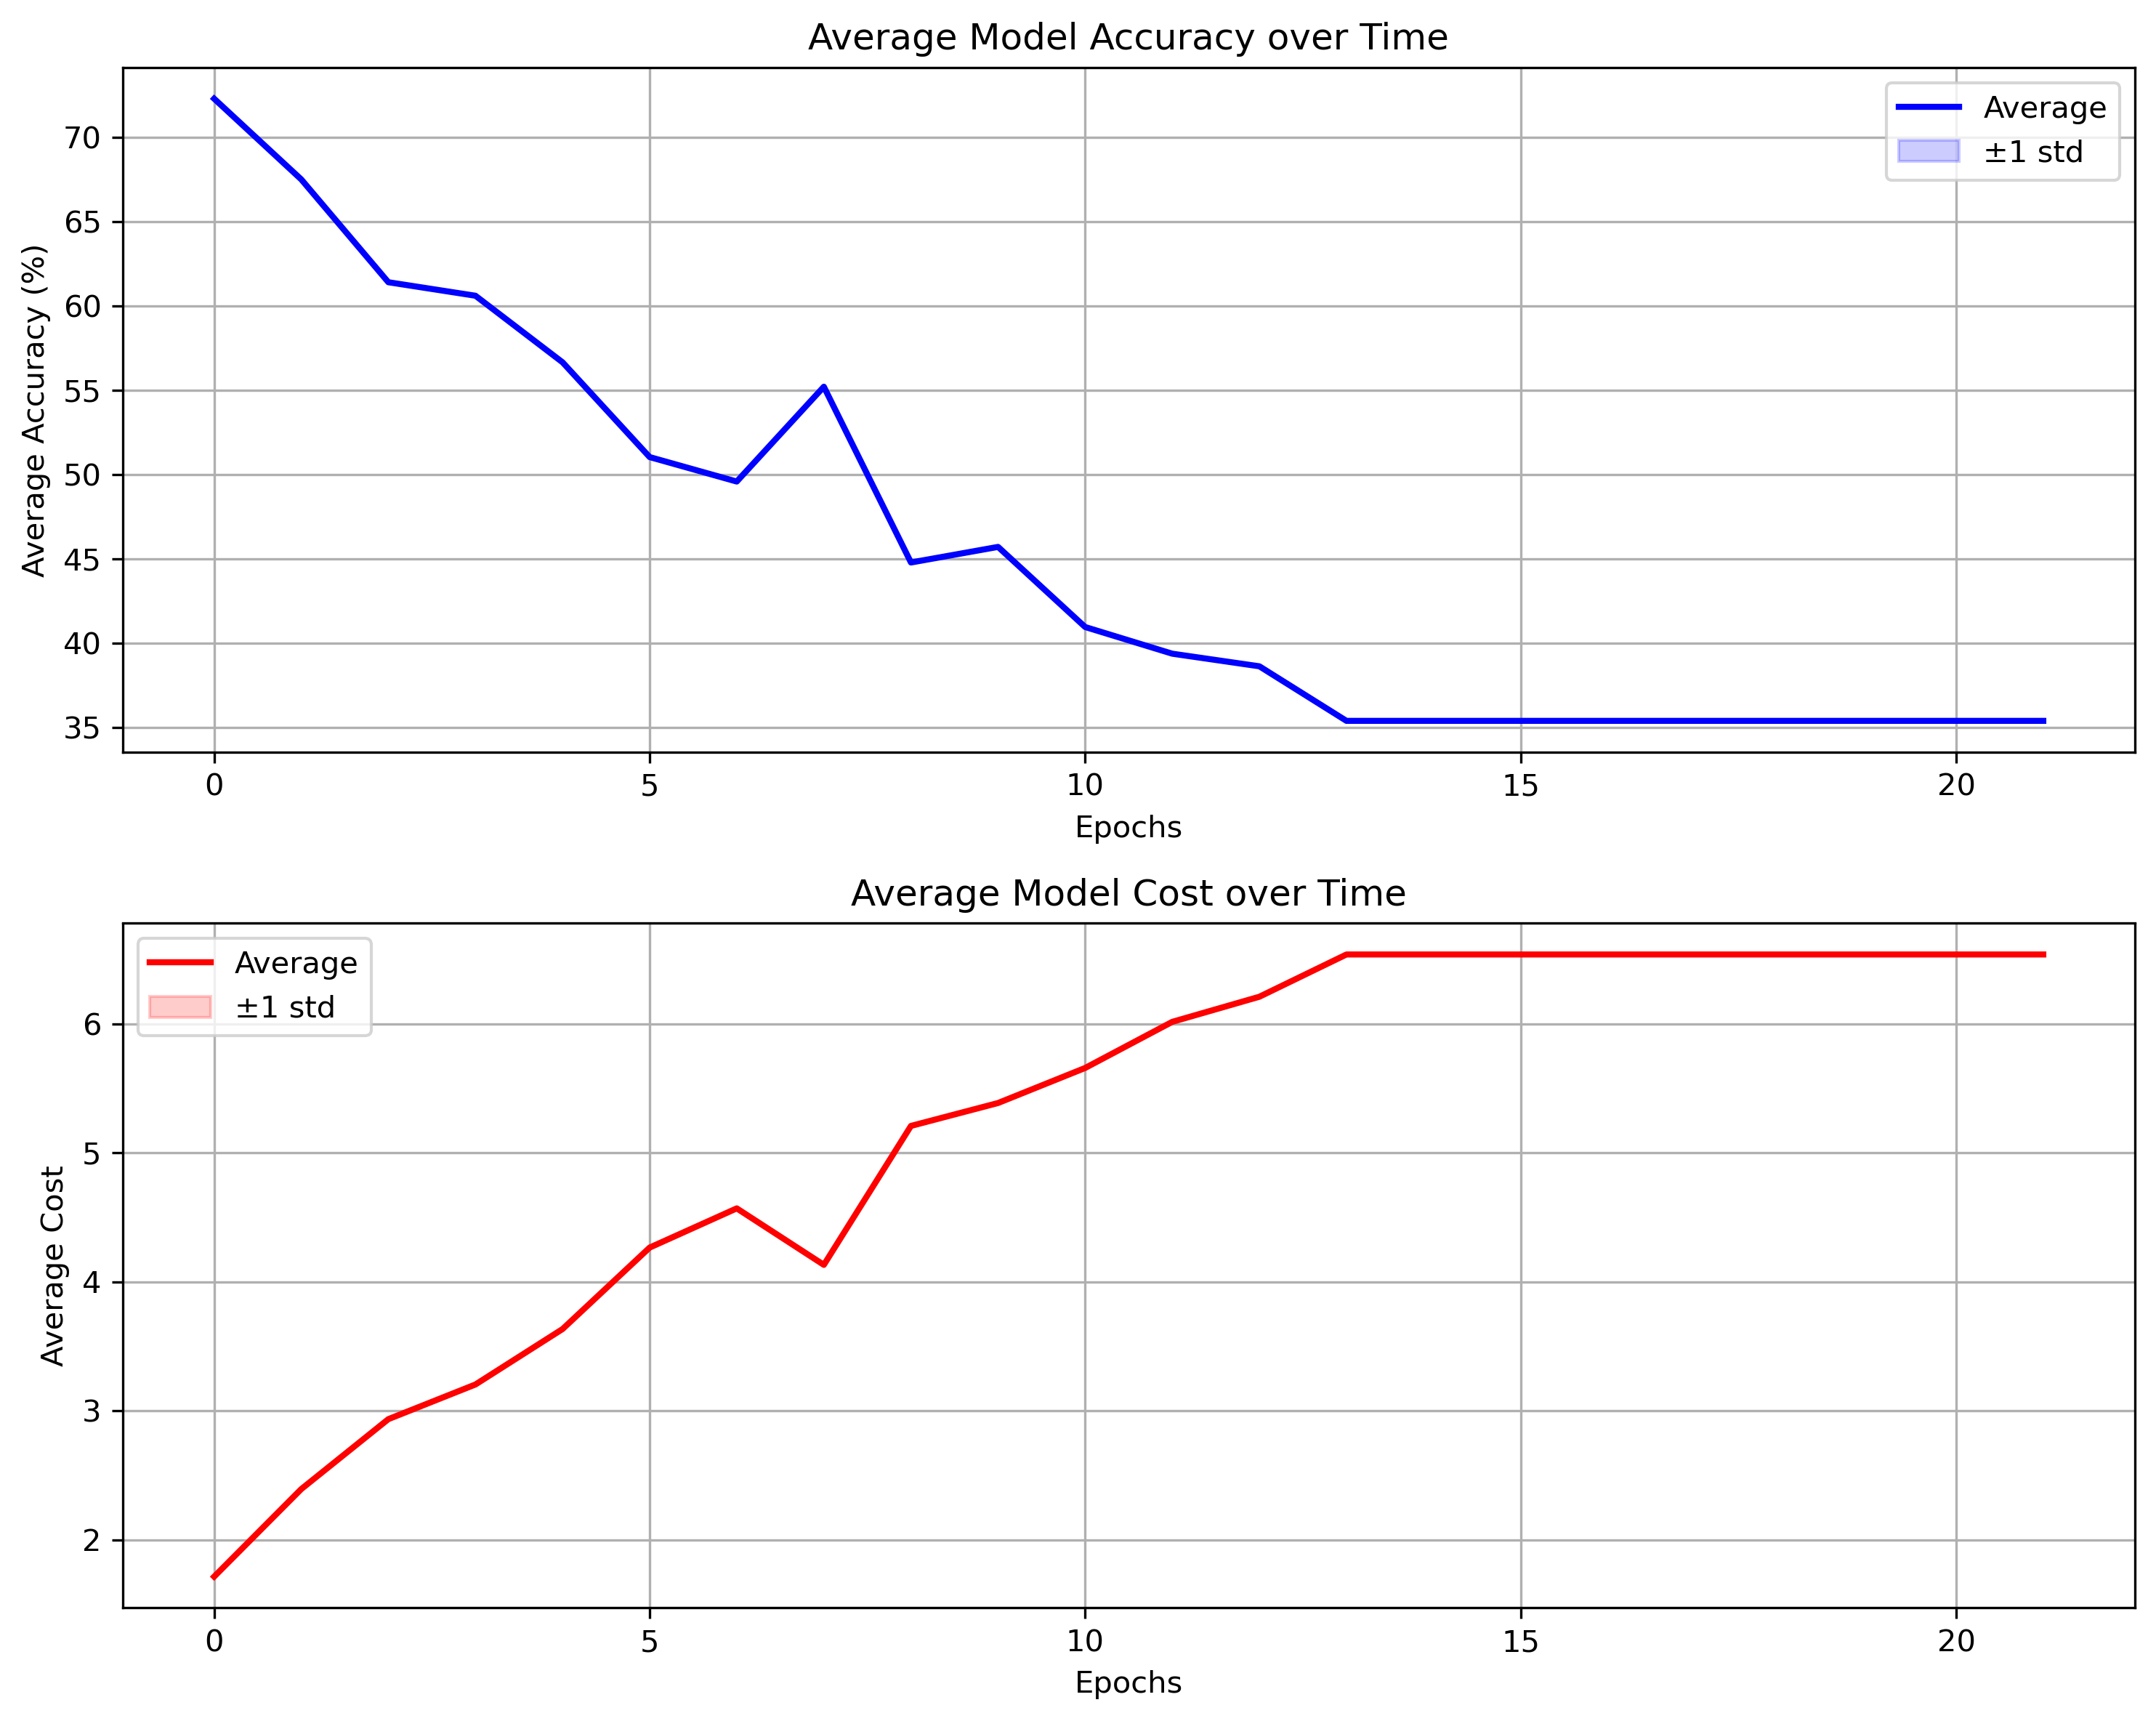 Average Model Accuracy over Time
Average
±1 std
Average Accuracy (%)
70
65
60
55
50
45
40
35
0 5 10 15 20
Epochs
Average Model Cost over Time
Average
±1 std
Average Cost
6
5
4
3
2
0 5 10 15 20
Epochs